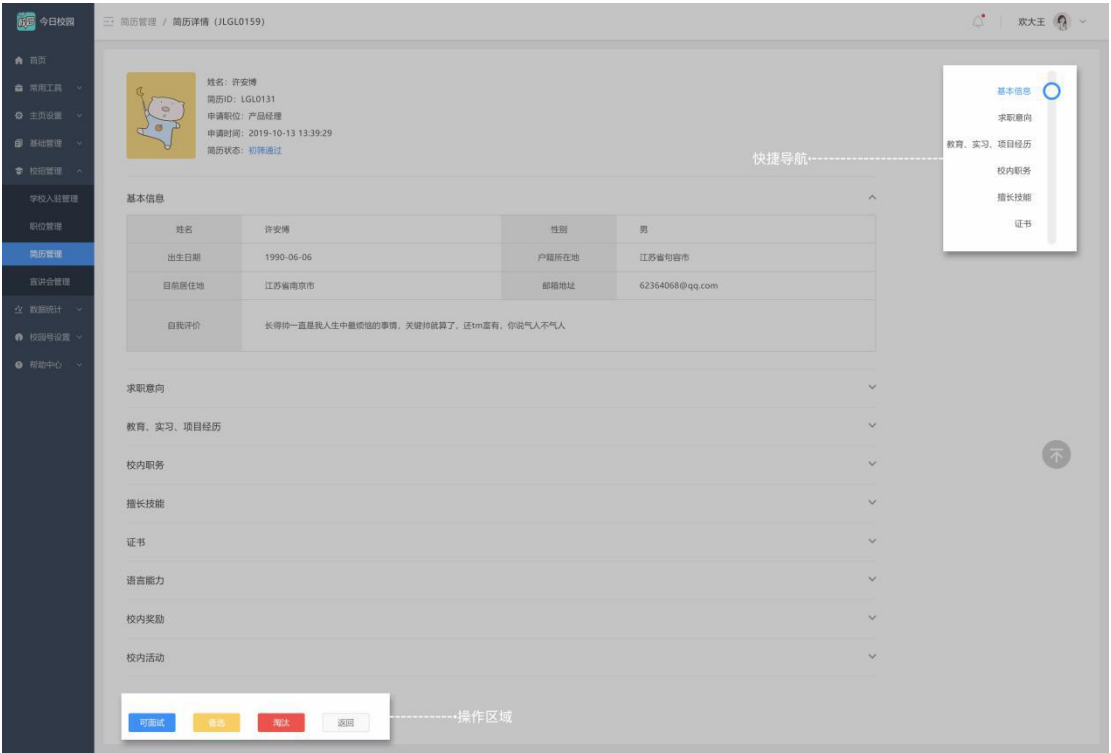 今日校园
简历管理 / 简历详情 (JLGL0159)
欢大王
首页
常用工具
主页设置
基础管理
校招管理
学校入驻管理
职位管理
简历管理
宣讲会管理
数据统计
校园号设置
帮助中心
姓名: 许安博
简历ID: LGL0131
申请职位: 产品经理
申请时间: 2019-10-13 13:39:29
简历状态: 初筛通过
基本信息
求职意向
教育、实习、项目经历
校内职务
擅长技能
证书
快捷导航
基本信息
姓名 许安博 性别 男
出生日期 1990-06-06 户籍所在地 江苏省句容市
目前居住地 江苏省南京市 邮箱地址 62364068@qq.com
自我评价 长得帅一直是我人生中最烦恼的事情，关键帅就算了，还tm富有，你说气人不气人
求职意向
教育、实习、项目经历
校内职务
擅长技能
证书
语言能力
校内奖励
校内活动
可面试 备选 淘汰 返回
操作区域